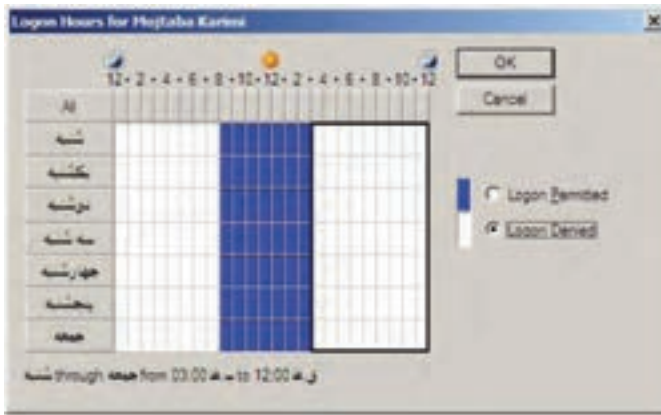 Logon Hours for Mojtaba Karimi
12 • 2 • 4 • 6 • 8 • 10 • 12 • 2 • 4 • 6 • 8 • 10 • 12
OK
Cancel
All
شنبه
یکشنبه
دوشنبه
سه شنبه
چهارشنبه
پنجشنبه
جمعه
Logon Permitted
Logon Denied
شنبه through جمعه from 03:00 ب.ظ to 12:00 ق.ظ